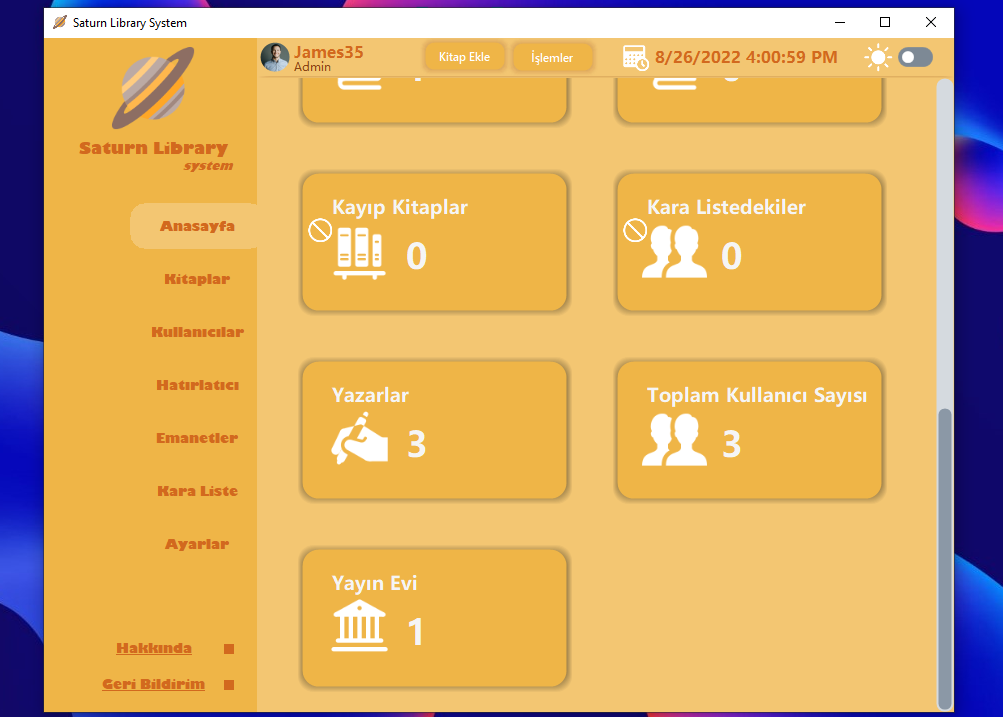 Saturn Library System
James35
Admin
Kitap Ekle
İşlemler
8/26/2022 4:00:59 PM
Saturn Library
system
Anasayfa
Kitaplar
Kullanıcılar
Hatırlatıcı
Emanetler
Kara Liste
Ayarlar
Hakkında
Geri Bildirim
Kayıp Kitaplar
0
Kara Listedekiler
0
Yazarlar
3
Toplam Kullanıcı Sayısı
3
Yayın Evi
1